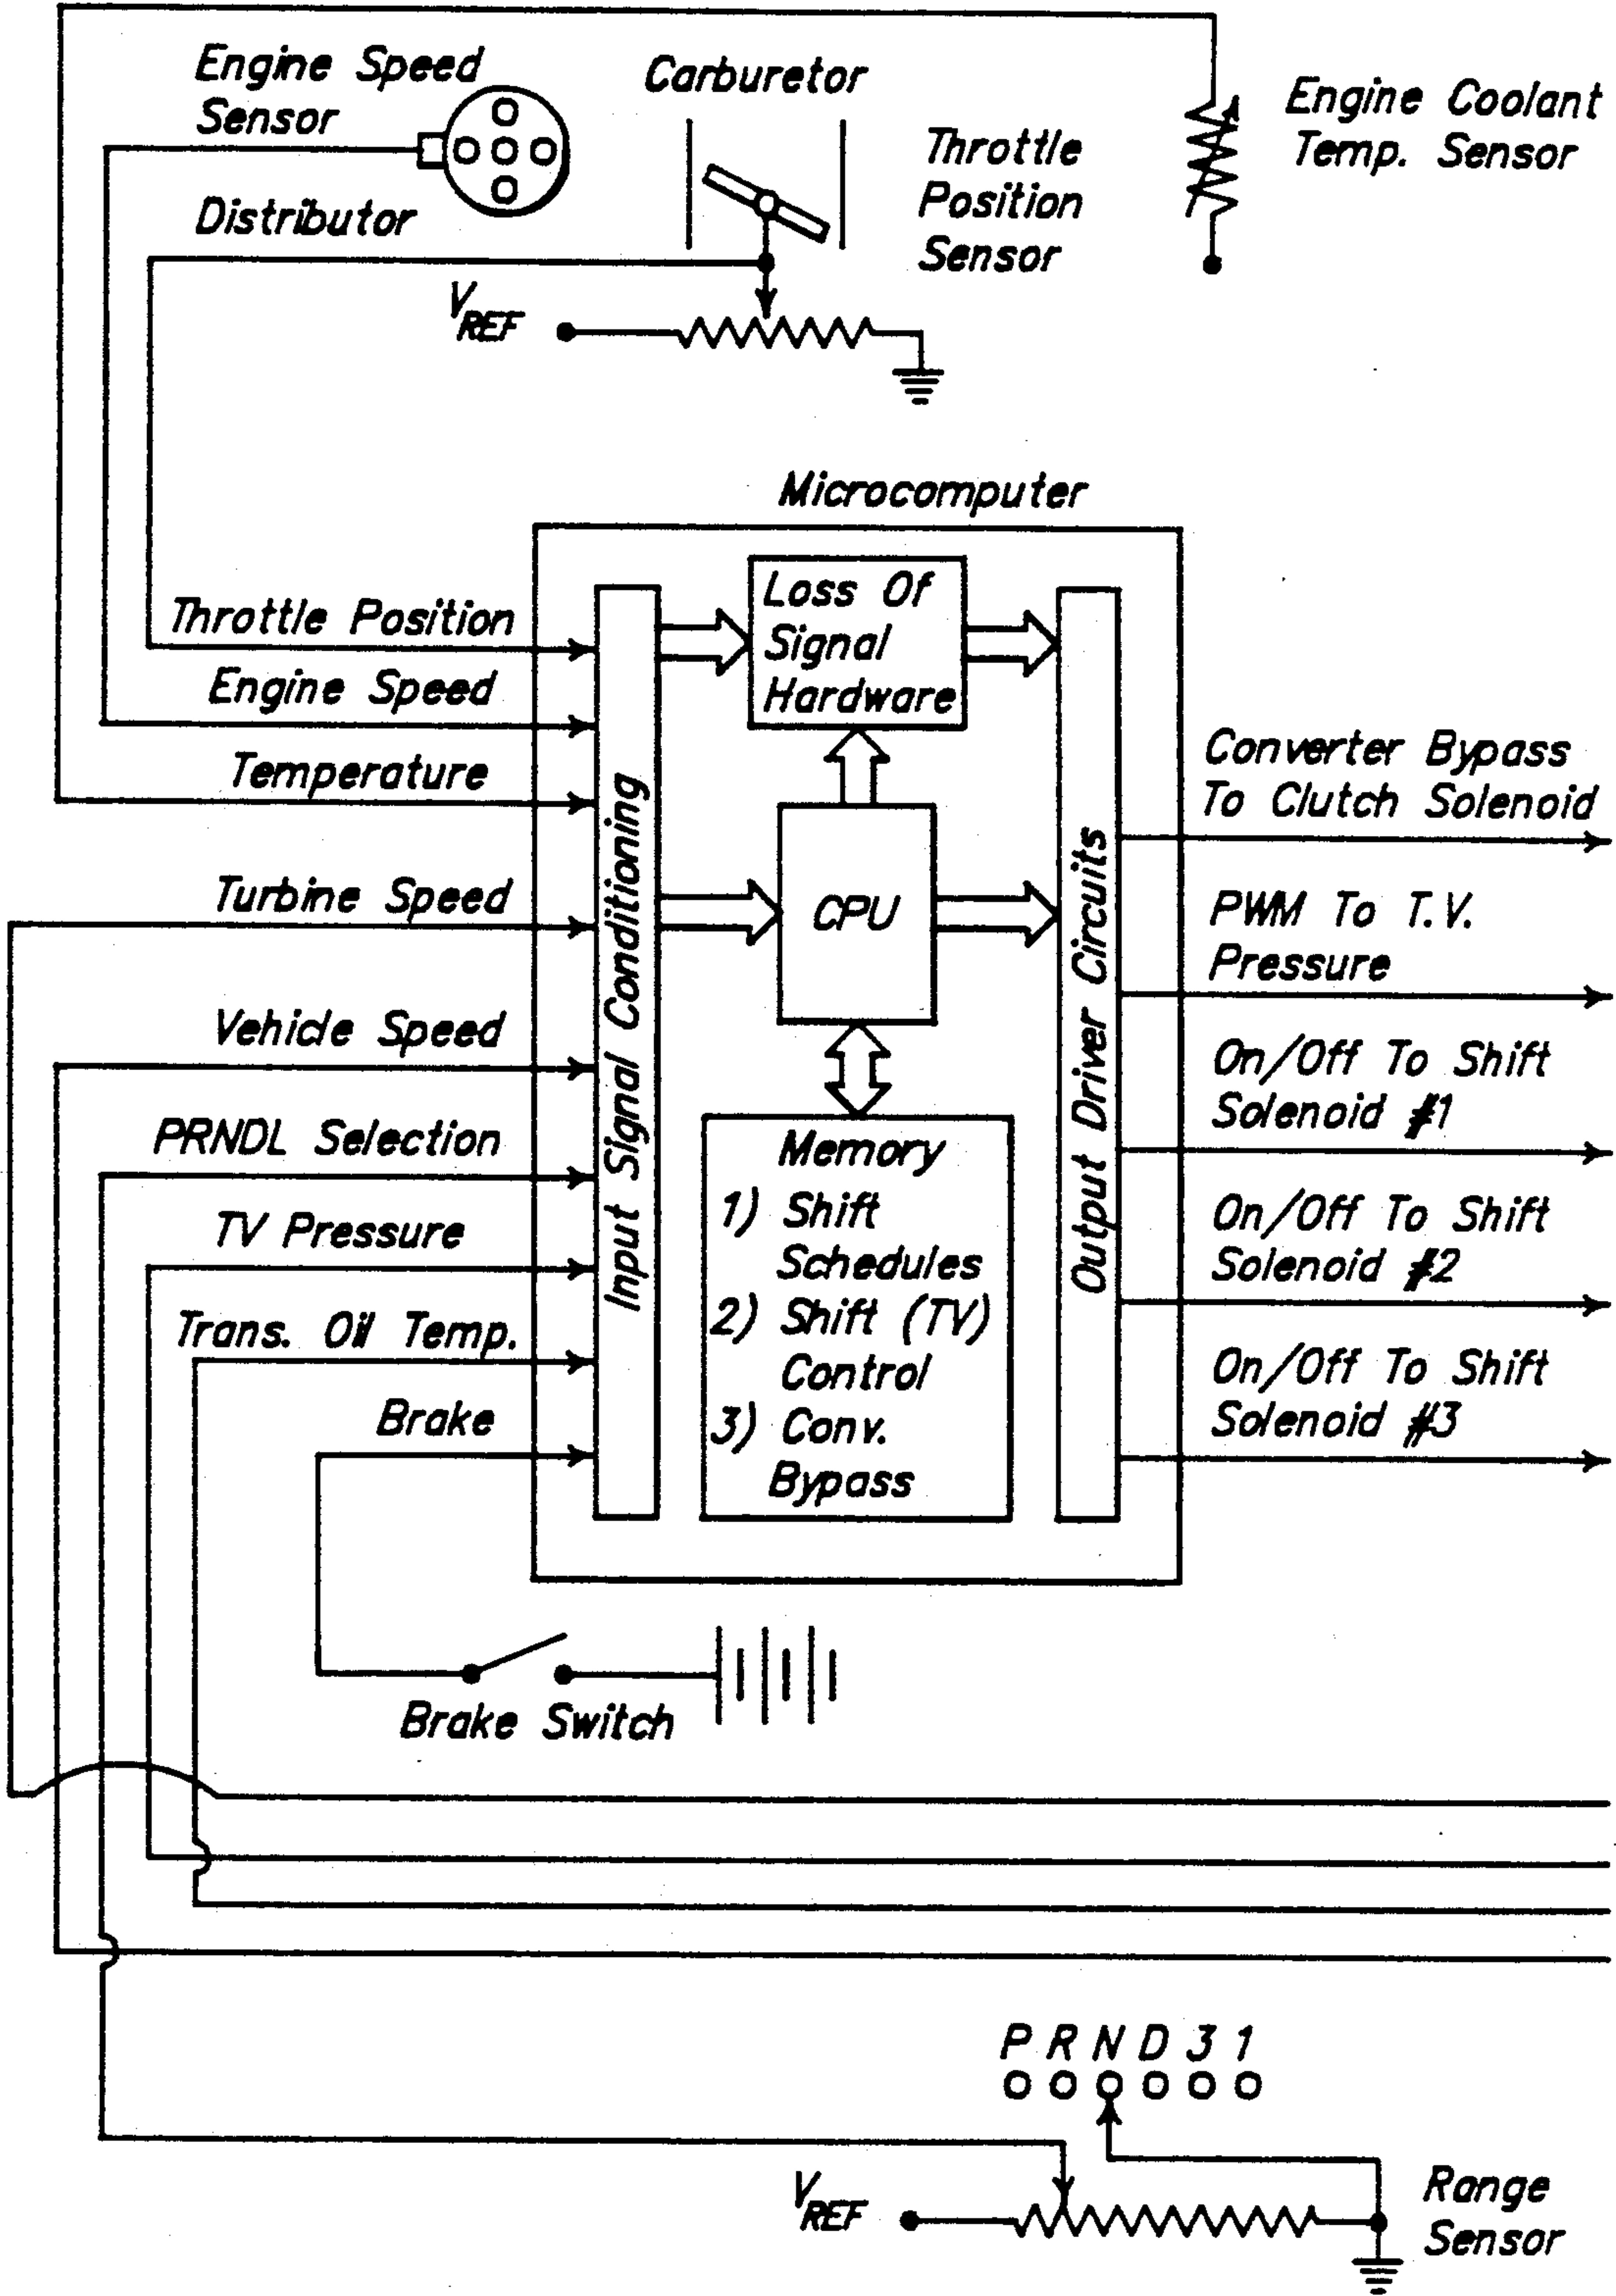 Engine Speed
Sensor
Carburetor
Engine Coolant
Temp. Sensor
Throttle
Position
Sensor
Distributor
V
REF
Microcomputer
Throttle Position
Engine Speed
Temperature
Turbine Speed
Vehicle Speed
PRNDL Selection
TV Pressure
Trans. Oil Temp.
Brake
Input Signal Conditioning
Loss Of
Signal
Hardware
CPU
Memory
1) Shift
Schedules
2) Shift (TV)
Control
3) Conv.
Bypass
Output Driver Circuits
Converter Bypass
To Clutch Solenoid
PWM To T.V.
Pressure
On/Off To Shift
Solenoid #1
On/Off To Shift
Solenoid #2
On/Off To Shift
Solenoid #3
Brake Switch
P R N D 3 1
V
REF
Range
Sensor